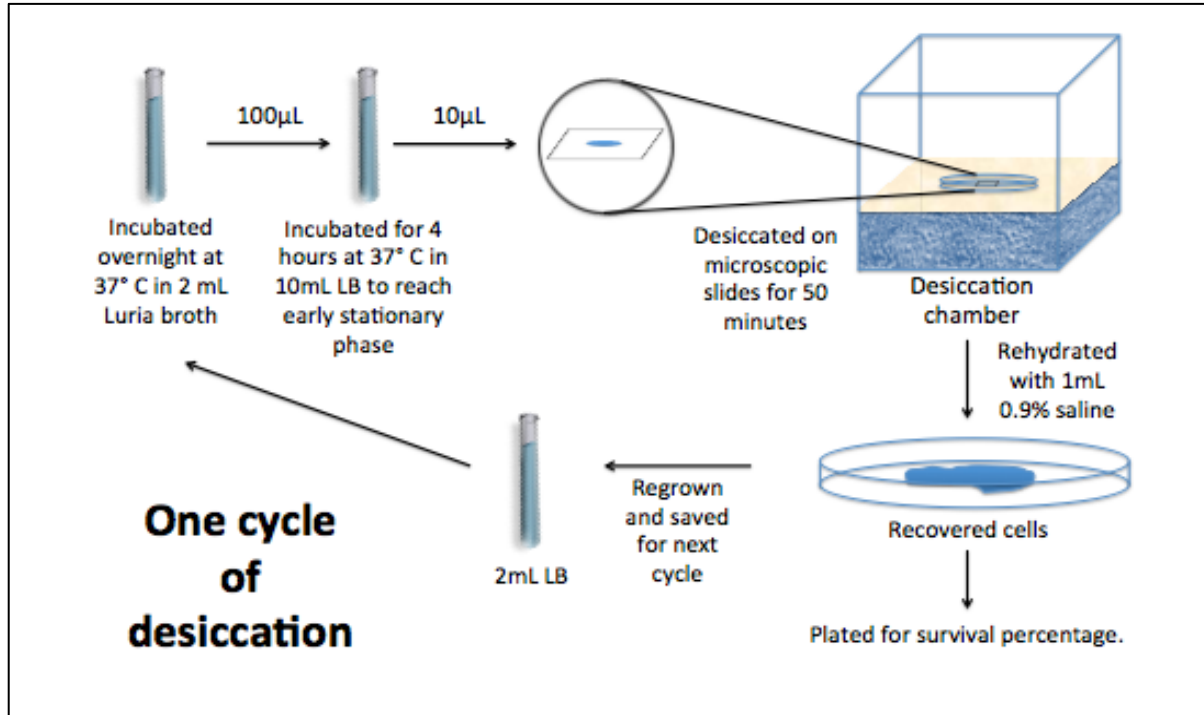 100µL
10µL
Incubated
overnight at
37° C in 2 mL
Luria broth
Incubated for 4
hours at 37° C in
10mL LB to reach
early stationary
phase
Desiccated on
microscopic
slides for 50
minutes
Desiccation
chamber
Rehydrated
with 1mL
0.9% saline
Recovered cells
Plated for survival percentage.
Regrown
and saved
for next
cycle
2mL LB
One cycle
of
desiccation